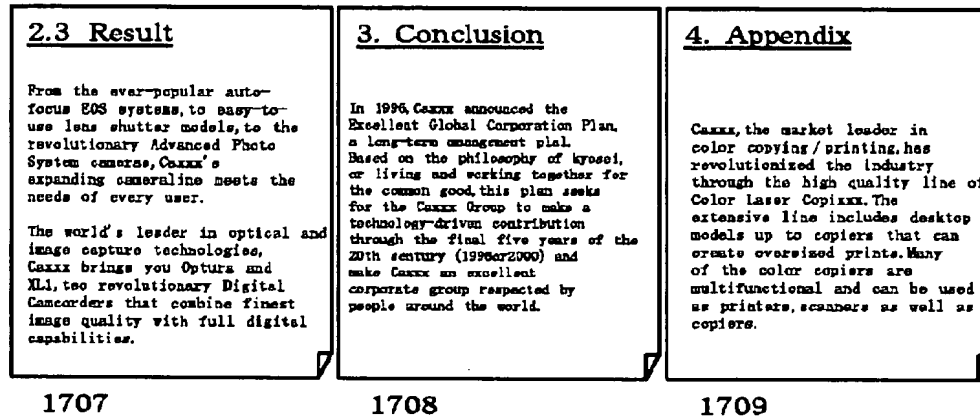 2.3 Result
From the ever-popular auto-
focus EOS systems, to easy-to-
use lens shutter models, to the
revolutionary Advanced Photo
System cameras, Caxxx's
expanding cameraline meets the
needs of every user.
The world's leader in optical and
image capture technologies,
Caxxx brings you Optura and
XL1, teo revolutionary Digital
Camcorders that combine finest
image quality with full digital
capabilities.
1707
3. Conclusion
In 1996, Caxxx announced the
Excellent Global Corporation Plan,
a long-term management plal.
Based on the philosophy of kyosei,
or living and working together for
the common good, this plan seeks
for the Caxxx Group to make a
technology-driven contribution
through the final five years of the
20th sentury (1996or2000) and
make Caxxx an excellent
corporate group respected by
people around the world.
1708
4. Appendix
Caxxx, the market leader in
color copying / printing, has
revolutionized the industry
through the high quality line of
Color Laser Copixxx. The
extensive line includes desktop
models up to copiers that can
create oversized prints. Many
of the color copiers are
multifunctional and can be used
as printers, scanners as well as
copiers.
1709